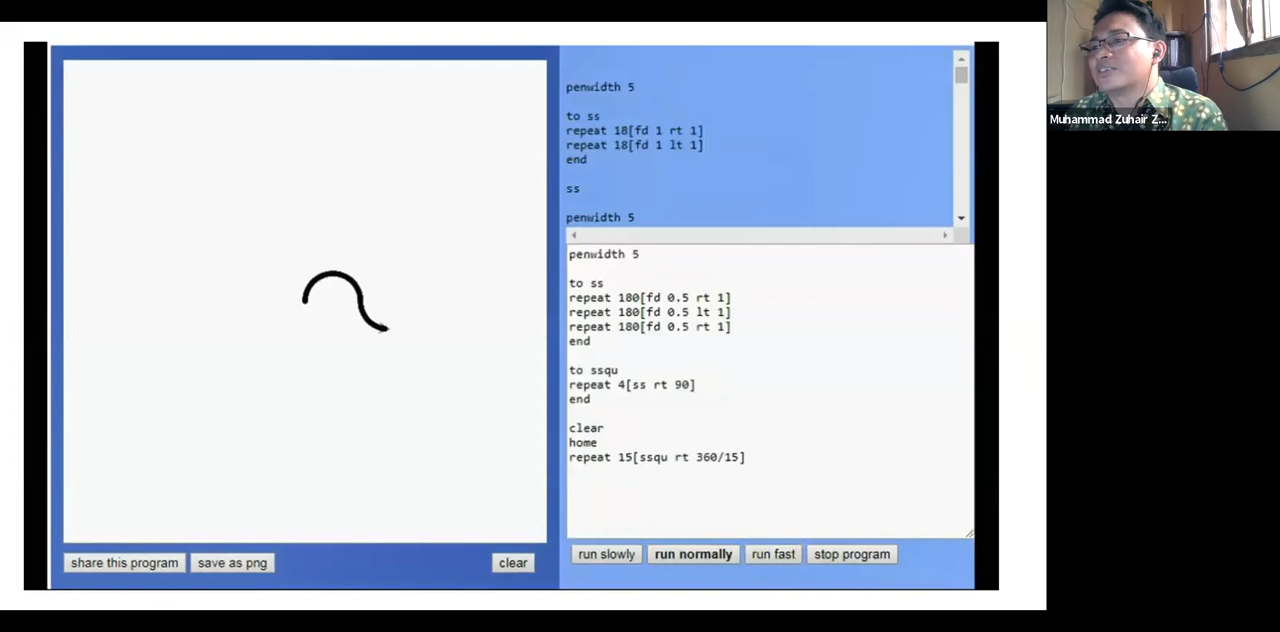 penwidth 5
to ss
repeat 18[fd 1 rt 1]
repeat 18[fd 1 lt 1]
end
ss
penwidth 5
penwidth 5
to ss
repeat 180[fd 0.5 rt 1]
repeat 180[fd 0.5 lt 1]
repeat 180[fd 0.5 rt 1]
end
to ssqu
repeat 4[ss rt 90]
end
clear
home
repeat 15[ssqu rt 360/15]
share this program
save as png
clear
run slowly
run normally
run fast
stop program
Muhammad Zuhair Z...